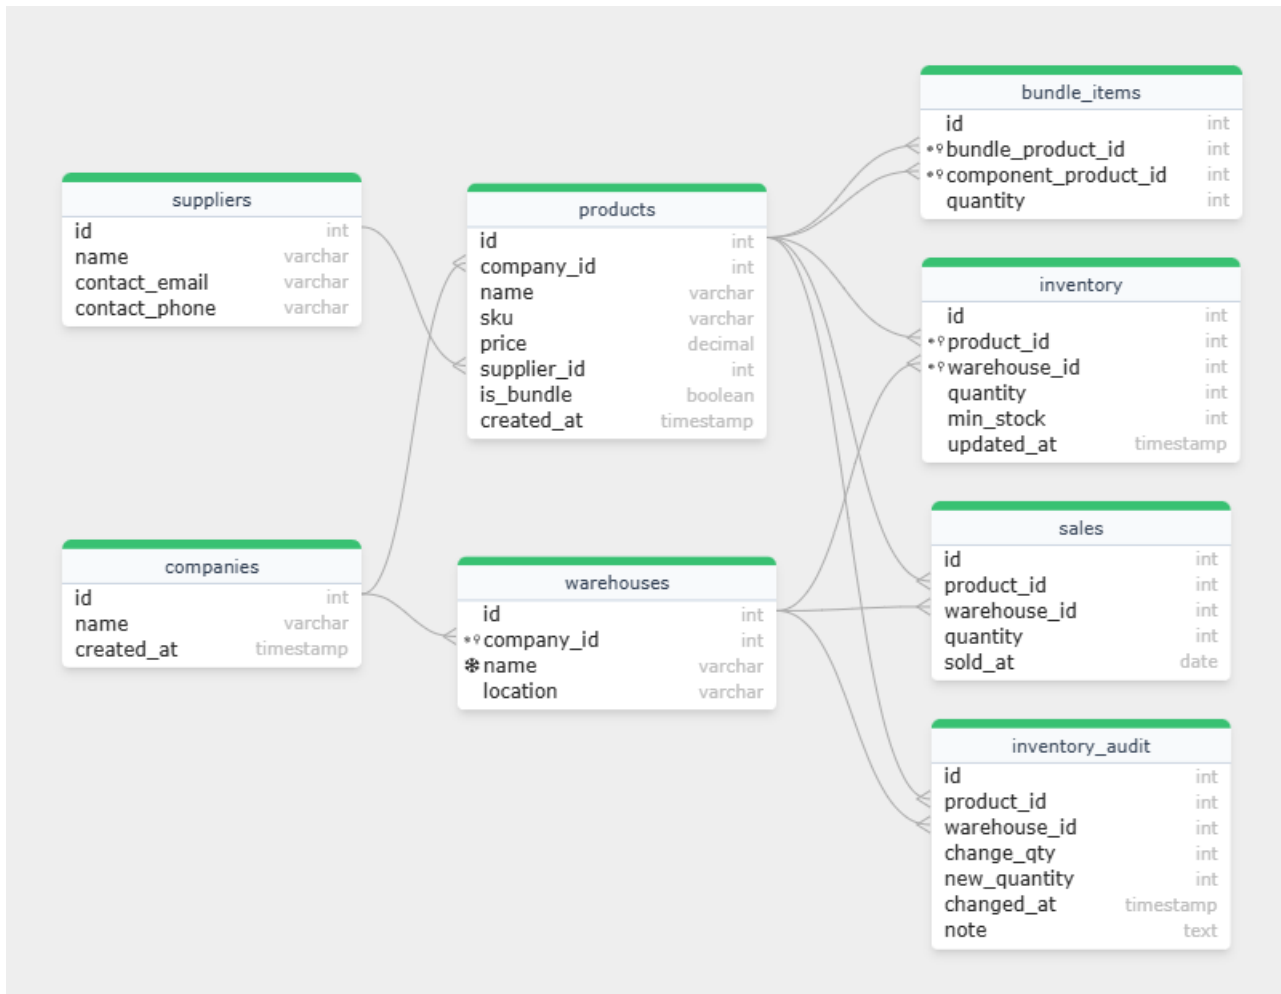 suppliers
id int
name varchar
contact_email varchar
contact_phone varchar
companies
id int
name varchar
created_at timestamp
products
id int
company_id int
name varchar
sku varchar
price decimal
supplier_id int
is_bundle boolean
created_at timestamp
warehouses
id int
company_id int
name varchar
location varchar
bundle_items
id int
bundle_product_id int
component_product_id int
quantity int
inventory
id int
product_id int
warehouse_id int
quantity int
min_stock int
updated_at timestamp
sales
id int
product_id int
warehouse_id int
quantity int
sold_at date
inventory_audit
id int
product_id int
warehouse_id int
change_qty int
new_quantity int
changed_at timestamp
note text